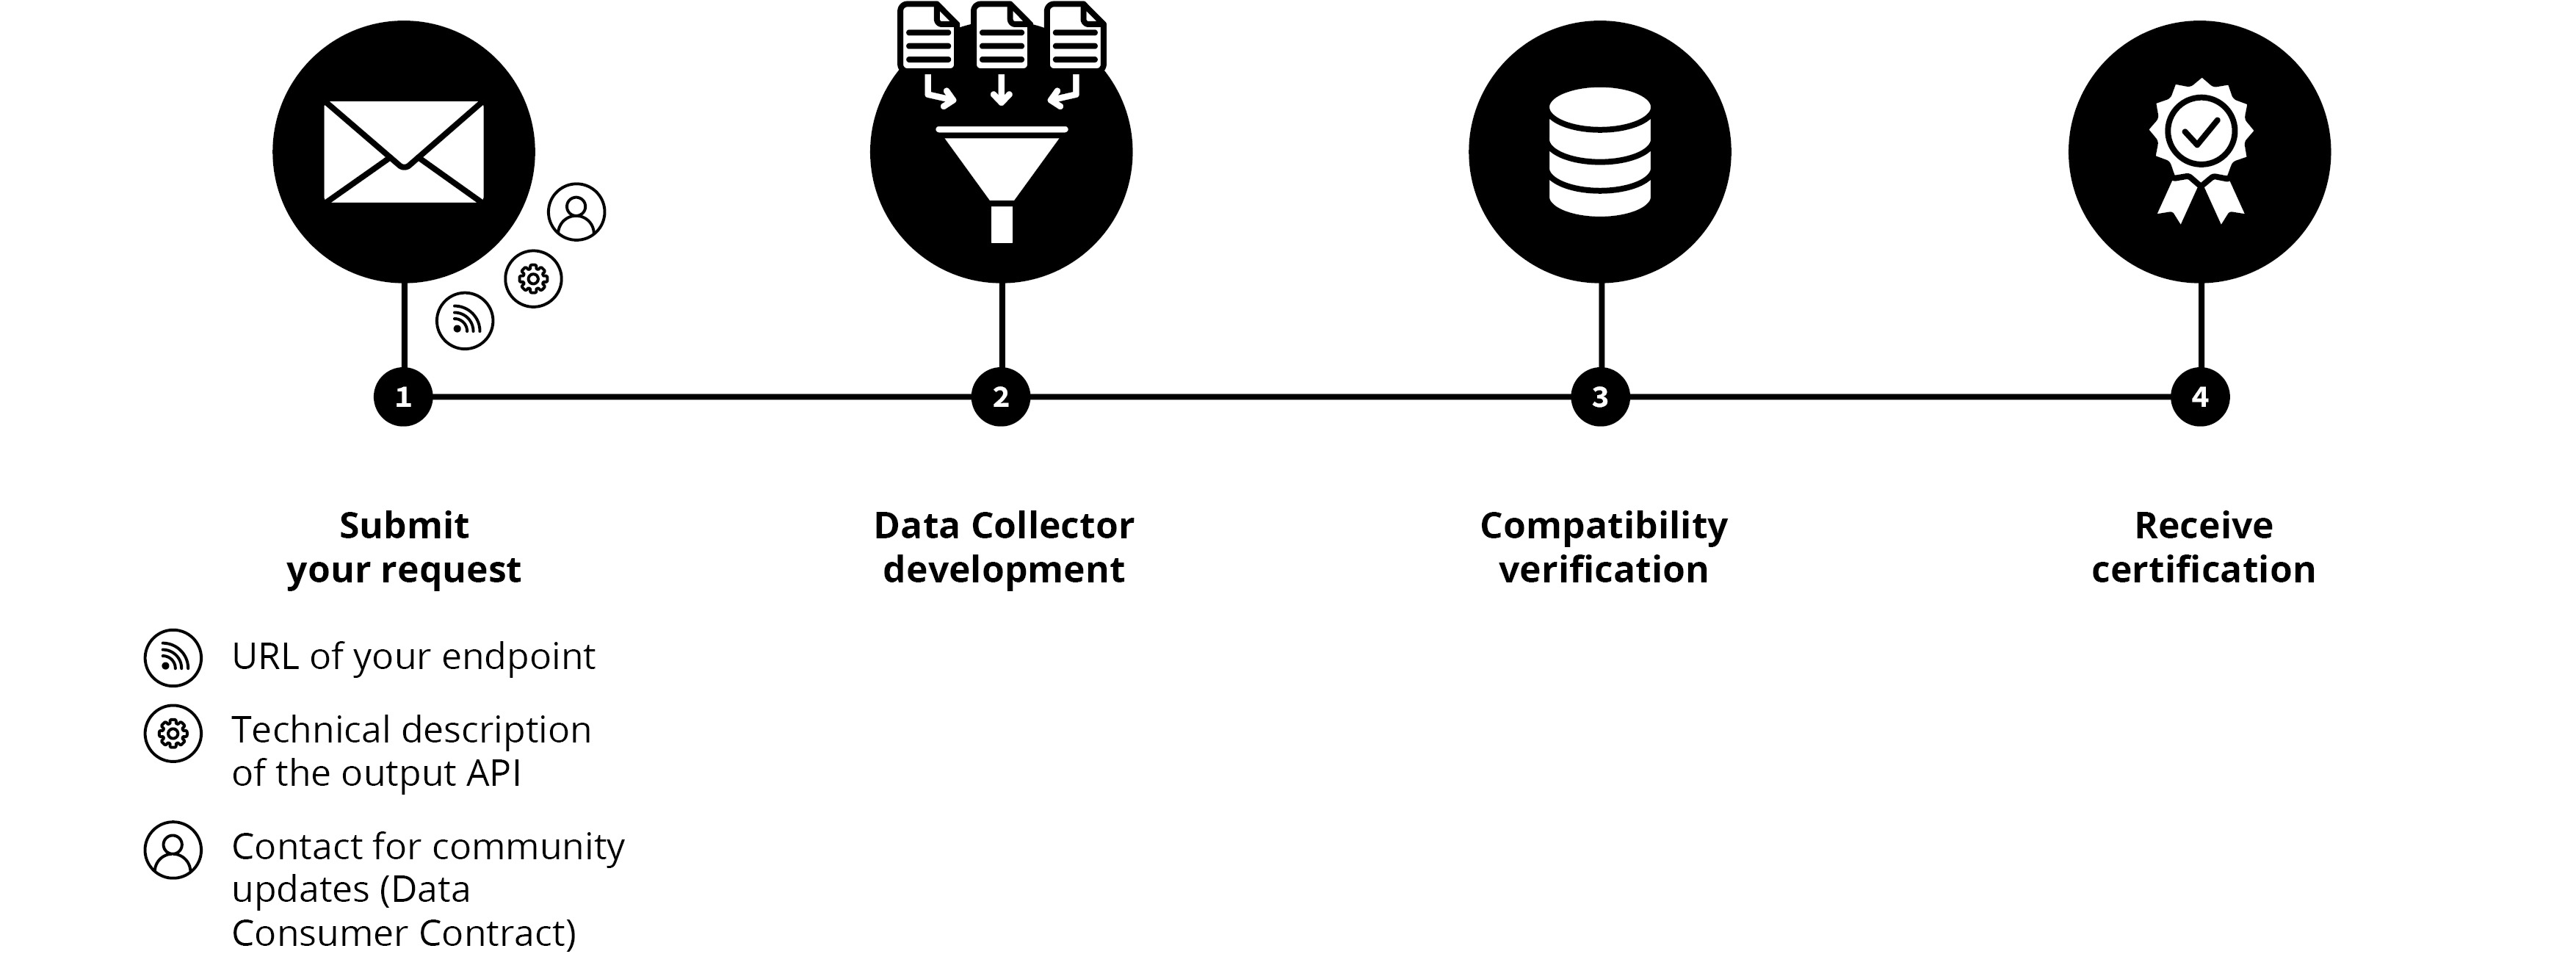 1
2
3
4
Submit
your request
Data Collector
development
Compatibility
verification
Receive
certification
URL of your endpoint
Technical description
of the output API
Contact for community
updates (Data
Consumer Contract)